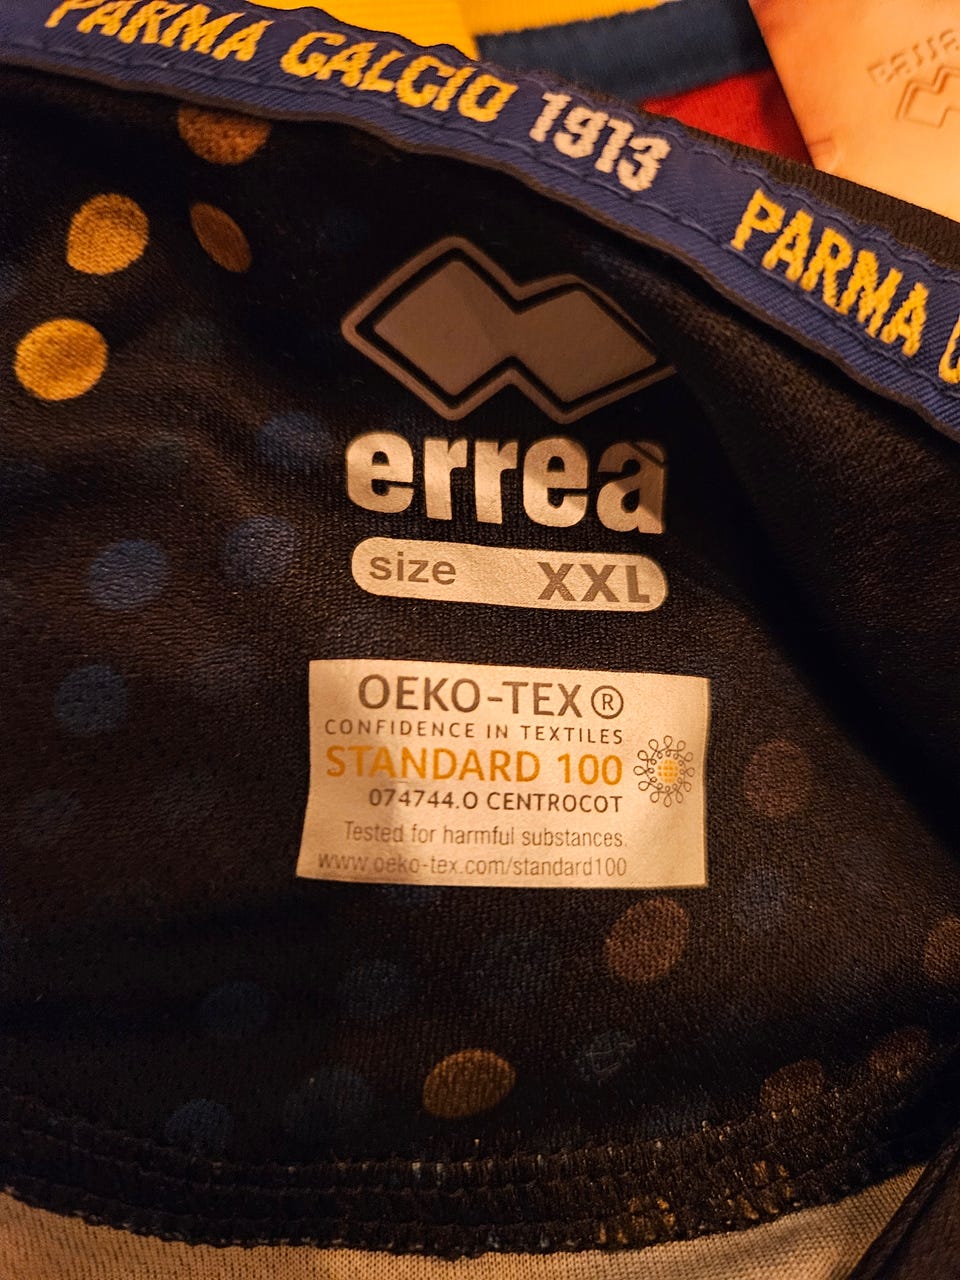 PARMA CALCIO 1913 PARMA
errea
errea
size XXL
OEKO-TEX®
CONFIDENCE IN TEXTILES
STANDARD 100
074744.O CENTROCOT
Tested for harmful substances.
www.oeko-tex.com/standard100